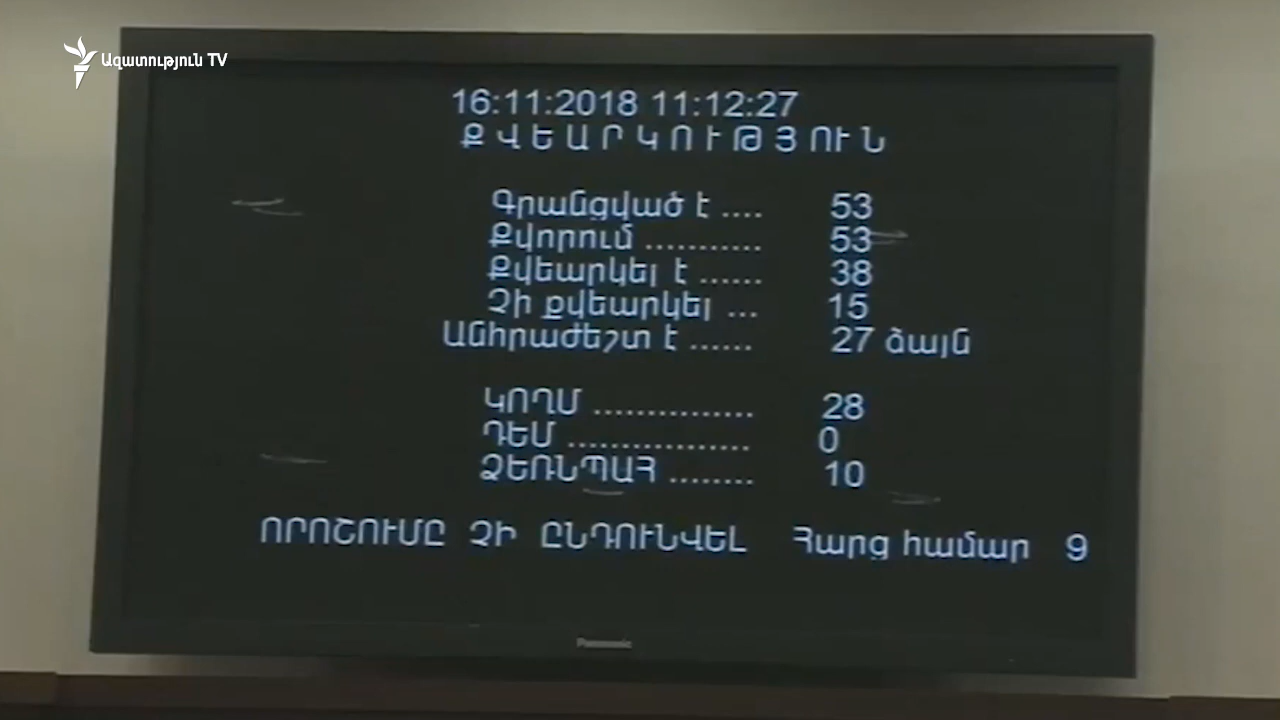 Ազատություն TV
16:11:2018 11:12:27
ՔՎԵԱՐԿՈՒԹՅՈՒՆ
Գրանցված է .... 53
Քվորում ........... 53
Քվեարկել է ...... 38
Չի քվեարկել ... 15
Անհրաժեշտ է ...... 27 ձայն
ԿՈՂՄ ............... 28
ԴԵՄ ................. 0
ՁԵՌՆՊԱՀ ........ 10
ՈՐՈՇՈՒՄԸ ՉԻ ԸՆԴՈՒՆՎԵԼ Հարց համար 9
Panasonic